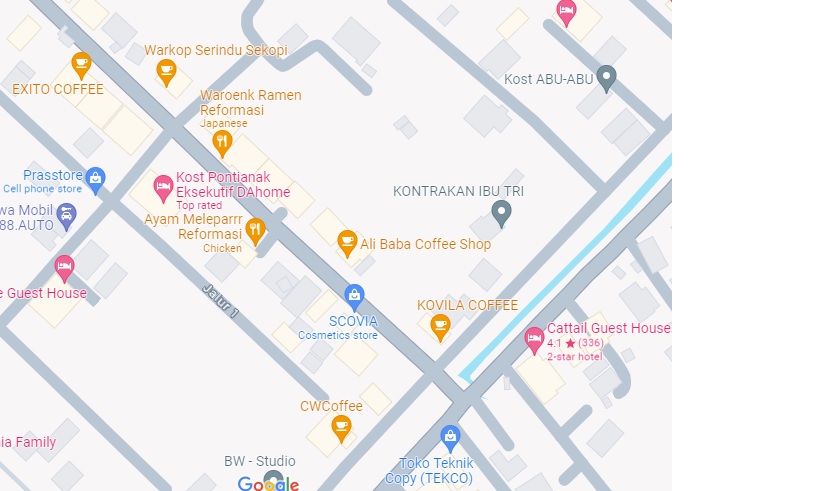 Warkop Serindu Sekopi
EXITO COFFEE
Kost ABU-ABU
Waroenk Ramen
Reformasi
Japanese
Prasstore
Cell phone store
Kost Pontianak
Eksekutif DAhome
Top rated
KONTRAKAN IBU TRI
wa Mobil
88.AUTO
Ayam Meleparrr
Reformasi
Chicken
Ali Baba Coffee Shop
e Guest House
Jalur 1
SCOVIA
Cosmetics store
KOVILA COFFEE
Cattail Guest House
4.1 ★ (336)
2-star hotel
CWCoffee
ia Family
BW - Studio
Toko Teknik
Copy (TEKCO)
Google